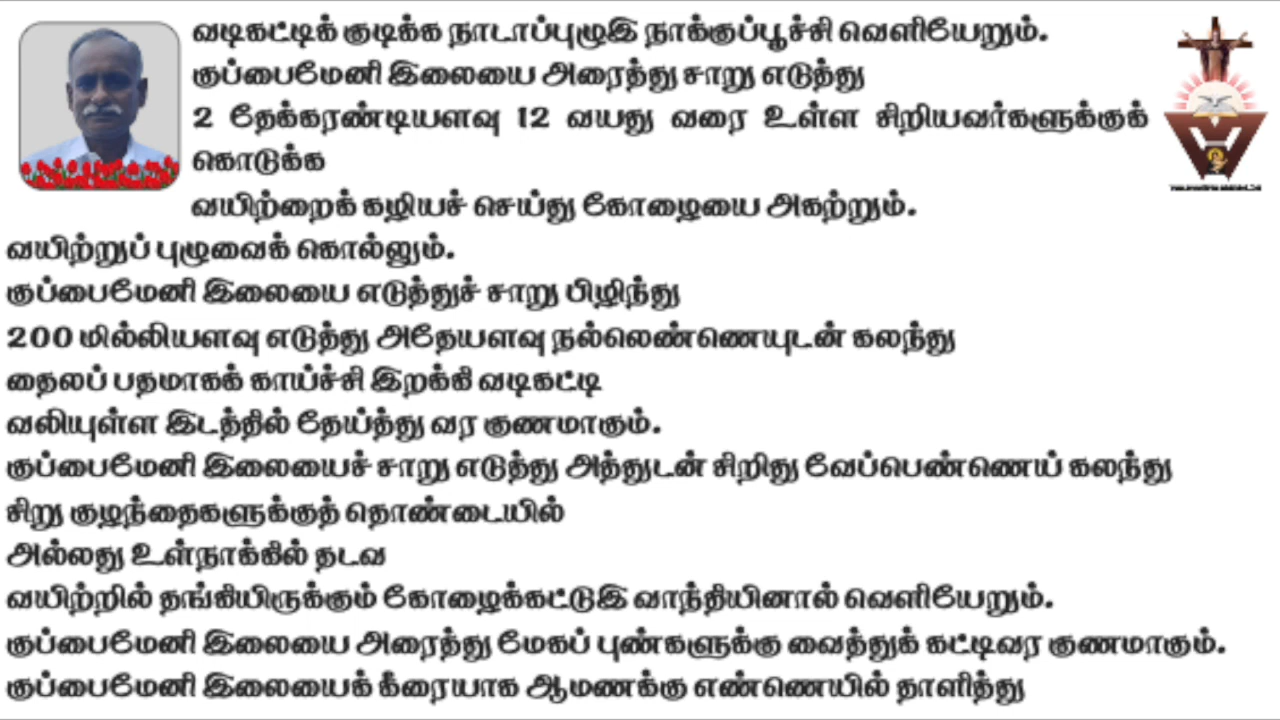 வடிகட்டிக் குடிக்க நாடாப்புழுஇ நாக்குப்பூச்சி வெளியேறும்.
குப்பைமேனி இலையை அரைத்து சாறு எடுத்து
2 தேக்கரண்டியளவு 12 வயது வரை உள்ள சிறியவர்களுக்குக்
கொடுக்க
வயிற்றைக் கழியச் செய்து கோழையை அகற்றும்.
வயிற்றுப் புழுவைக் கொல்லும்.
குப்பைமேனி இலையை எடுத்துச் சாறு பிழிந்து
200 மில்லியளவு எடுத்து அதேயளவு நல்லெண்ணெயுடன் கலந்து
தைலப் பதமாகக் காய்ச்சி இறக்கி வடிகட்டி
வலியுள்ள இடத்தில் தேய்த்து வர குணமாகும்.
குப்பைமேனி இலையைச் சாறு எடுத்து அத்துடன் சிறிது வேப்பெண்ணெய் கலந்து
சிறு குழந்தைகளுக்குத் தொண்டையில்
அல்லது உள்நாக்கில் தடவ
வயிற்றில் தங்கியிருக்கும் கோழைக்கட்டுஇ வாந்தியினால் வெளியேறும்.
குப்பைமேனி இலையை அரைத்து மேகப் புண்களுக்கு வைத்துக் கட்டிவர குணமாகும்.
குப்பைமேனி இலையைக் கீரையாக ஆமணக்கு எண்ணெயில் தாளித்து